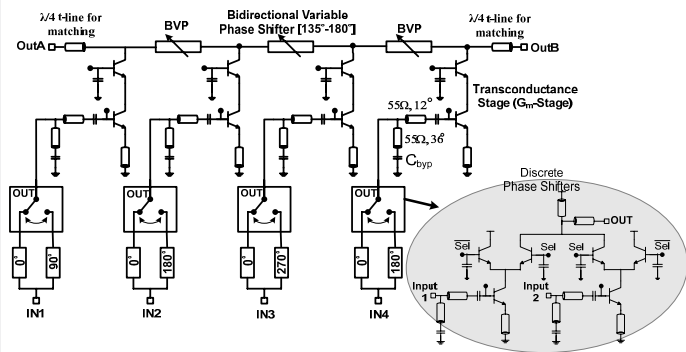 λ/4 t-line for
matching
BVP
Bidirectional Variable
Phase Shifter [135°-180°]
BVP
λ/4 t-line for
matching
OutA
OutB
Transconductance
Stage (Gm-Stage)
55Ω, 12°
55Ω, 36°
Cbyp
OUT
OUT
OUT
OUT
0°
90°
0°
180°
0°
270°
0°
180°
IN1
IN2
IN3
IN4
Discrete
Phase Shifters
OUT
Sel
Sel
Sel
Sel
Input
1
Input
2